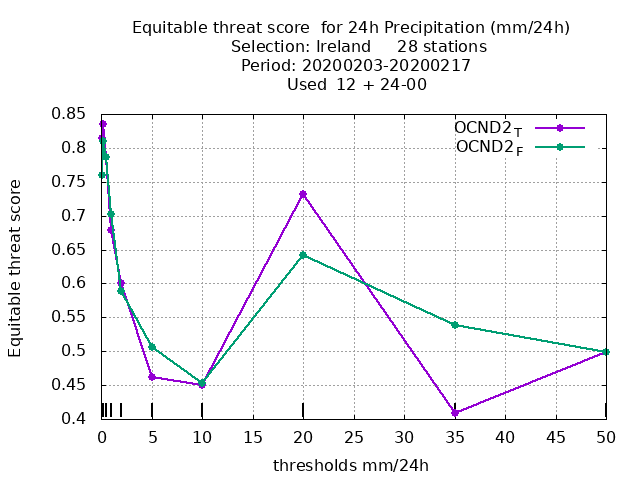 Equitable threat score  for 24h Precipitation (mm/24h)
Selection: Ireland     28 stations
Period: 20200203-20200217
Used  12 + 24-00
OCND2T
OCND2F
Equitable threat score
0.85
0.8
0.75
0.7
0.65
0.6
0.55
0.5
0.45
0.4
0 5 10 15 20 25 30 35 40 45 50
thresholds mm/24h